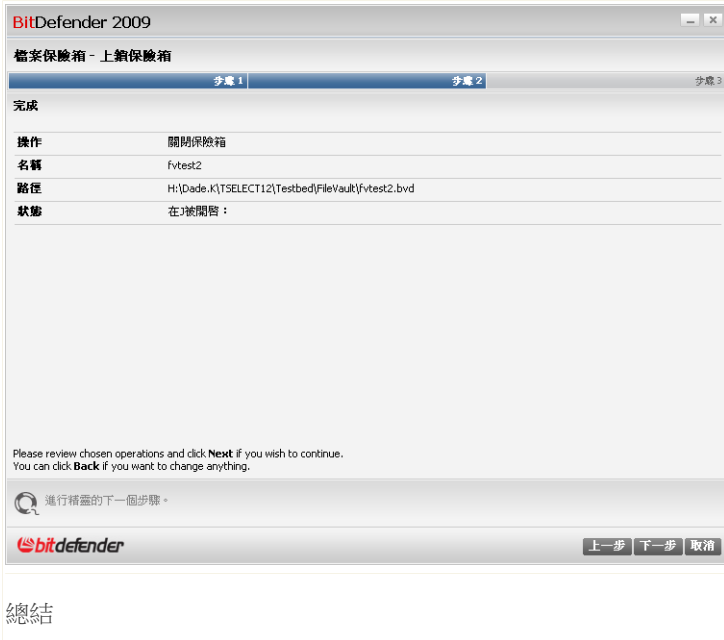 BitDefender 2009
檔案保險箱 - 上鎖保險箱
步驟 1 步驟 2 步驟 3
完成
操作 關閉保險箱
名稱 fvtest2
路徑 H:\Dade.K\TSELECT12\Testbed\FileVault\fvtest2.bvd
狀態 在J被開啟：
Please review chosen operations and click Next if you wish to continue.
You can click Back if you want to change anything.
進行精靈的下一個步驟。
bitdefender
上一步 下一步 取消
總結